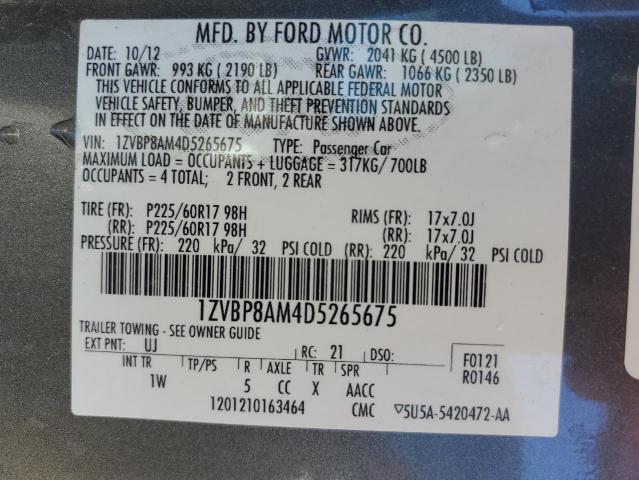 MFD. BY FORD MOTOR CO.
DATE: 10/12 GVWR: 2041 KG ( 4500 LB)
FRONT GAWR: 993 KG ( 2190 LB) REAR GAWR: 1066 KG ( 2350 LB)
THIS VEHICLE CONFORMS TO ALL APPLICABLE FEDERAL MOTOR
VEHICLE SAFETY, BUMPER, AND THEFT PREVENTION STANDARDS
IN EFFECT ON THE DATE OF MANUFACTURE SHOWN ABOVE.
VIN: 1ZVBP8AM4D5265675 TYPE: Passenger Car
MAXIMUM LOAD = OCCUPANTS + LUGGAGE = 317KG/ 700LB
OCCUPANTS = 4 TOTAL; 2 FRONT, 2 REAR
TIRE (FR): P225/60R17 98H RIMS (FR): 17x7.0J
(RR): P225/60R17 98H (RR): 17x7.0J
PRESSURE (FR): 220 kPa/ 32 PSI COLD (RR): 220 kPa/ 32 PSI COLD
1ZVBP8AM4D5265675
TRAILER TOWING - SEE OWNER GUIDE
EXT PNT: UJ RC: 21 DSO: F0121
INT TR TP/PS R AXLE TR SPR R0146
1W 5 CC X AACC
1201210163464 CMC ▽5U5A-5420472-AA